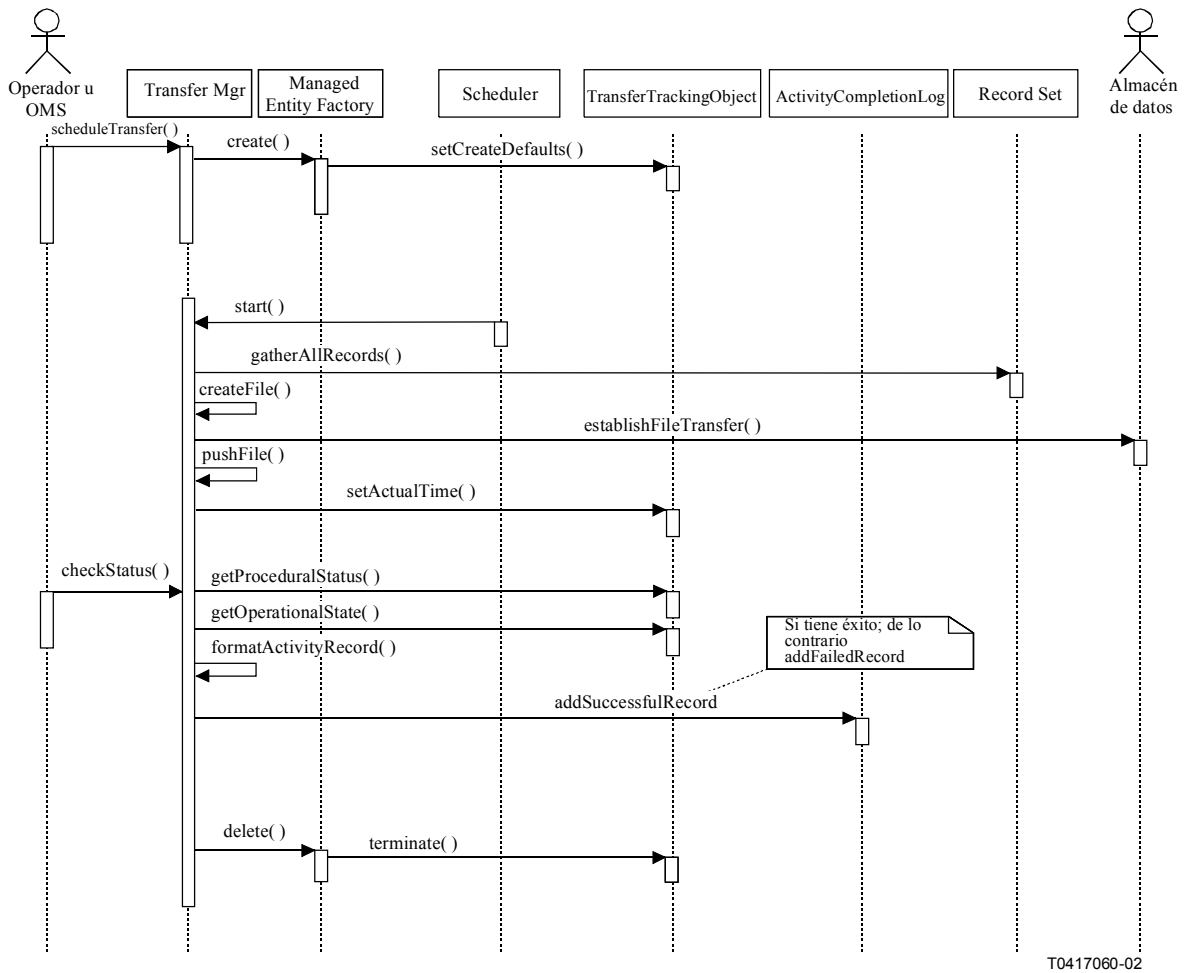 Operador u
OMS
Transfer Mgr
Managed
Entity Factory
Scheduler
TransferTrackingObject
ActivityCompletionLog
Record Set
Almacén
de datos
scheduleTransfer( )
create( )
setCreateDefaults( )
start( )
gatherAllRecords( )
createFile( )
establishFileTransfer( )
pushFile( )
setActualTime( )
checkStatus( )
getProceduralStatus( )
getOperationalState( )
Si tiene éxito; de lo
contrario
addFailedRecord
formatActivityRecord( )
addSuccessfulRecord
delete( )
terminate( )
T0417060-02